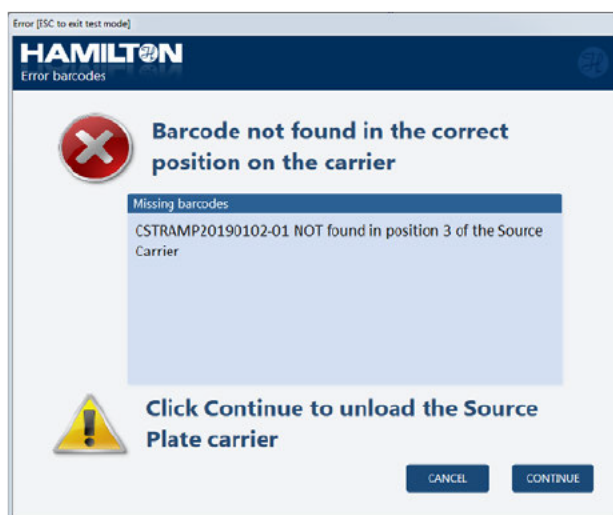 Error [ESC to exit test mode]
HAMILTON
Error barcodes
Barcode not found in the correct
position on the carrier
Missing barcodes
CSTRAMP20190102-01 NOT found in position 3 of the Source
Carrier
Click Continue to unload the Source
Plate carrier
CANCEL
CONTINUE